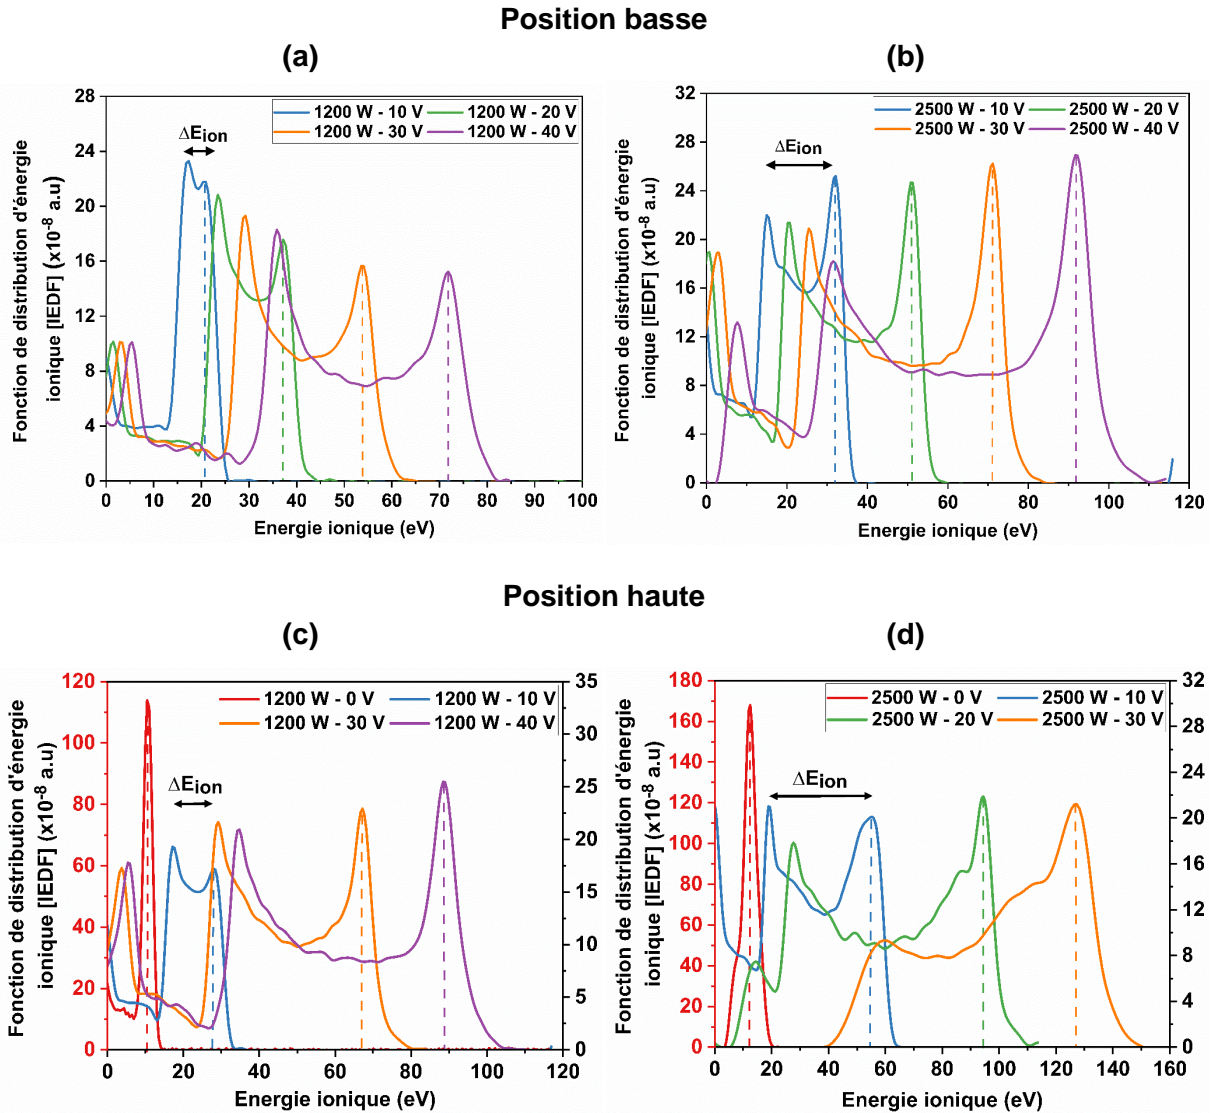 Position basse
(a)
(b)
Fonction de distribution d'énergie
ionique [IEDF] (x10-8 a.u)
28
24
20
16
12
8
4
0
1200 W - 10 V
1200 W - 20 V
1200 W - 30 V
1200 W - 40 V
ΔEion
0 10 20 30 40 50 60 70 80 90 100
Energie ionique (eV)
Fonction de distribution d'énergie
ionique [IEDF] (x10-8 a.u)
32
28
24
20
16
12
8
4
0
2500 W - 10 V
2500 W - 20 V
2500 W - 30 V
2500 W - 40 V
ΔEion
0 20 40 60 80 100 120
Energie ionique (eV)
Position haute
(c)
(d)
Fonction de distribution d'énergie
ionique [IEDF] (x10-8 a.u)
120
100
80
60
40
20
0
1200 W - 0 V
1200 W - 10 V
1200 W - 30 V
1200 W - 40 V
ΔEion
35
30
25
20
15
10
5
0
0 20 40 60 80 100 120
Energie ionique (eV)
Fonction de distribution d'énergie
ionique [IEDF] (x10-8 a.u)
180
160
140
120
100
80
60
40
20
0
2500 W - 0 V
2500 W - 10 V
2500 W - 20 V
2500 W - 30 V
ΔEion
32
28
24
20
16
12
8
4
0
0 20 40 60 80 100 120 140 160
Energie ionique (eV)